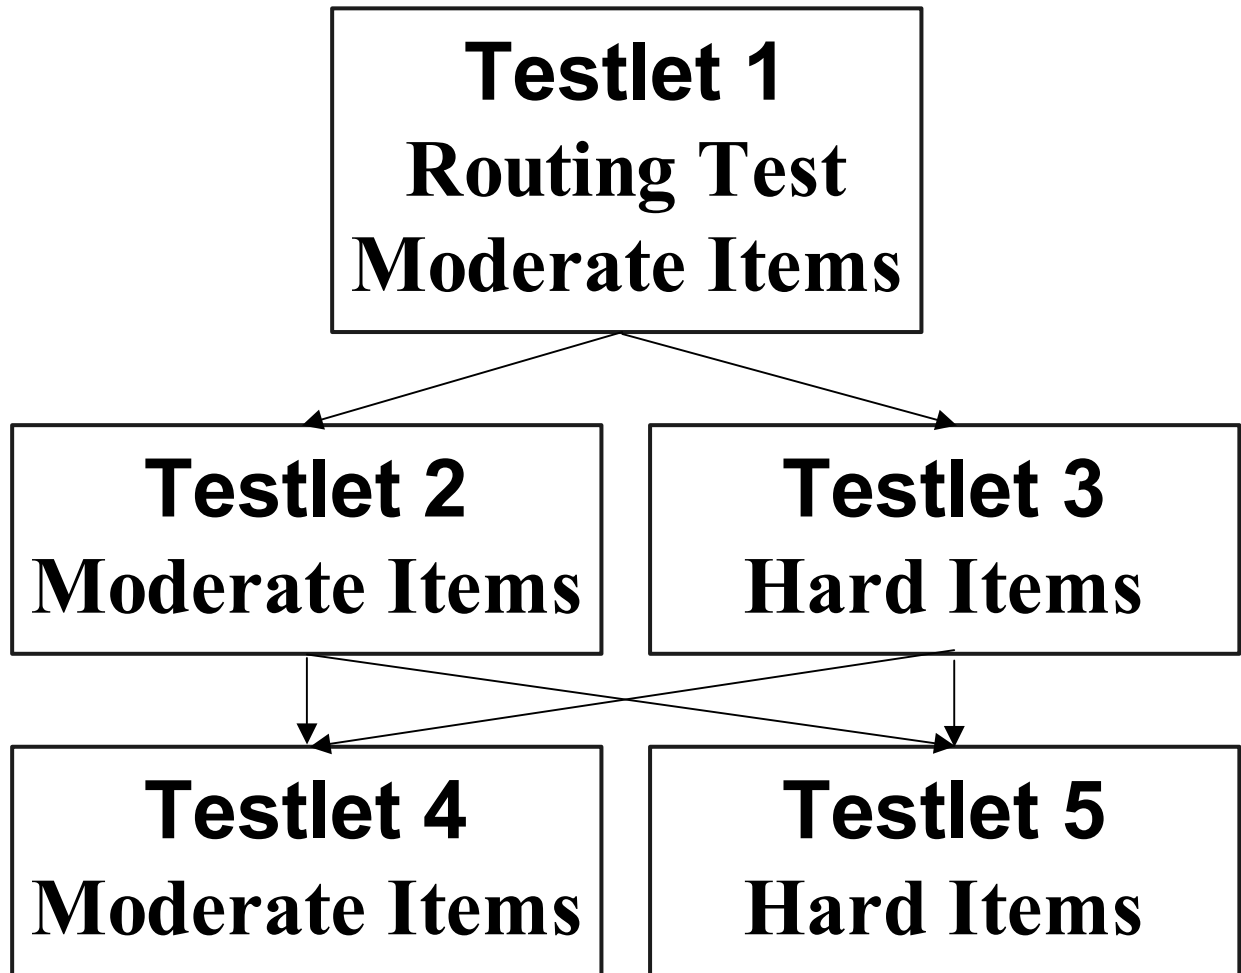 Testlet 1
Routing Test
Moderate Items
Testlet 2
Moderate Items
Testlet 3
Hard Items
Testlet 4
Moderate Items
Testlet 5
Hard Items